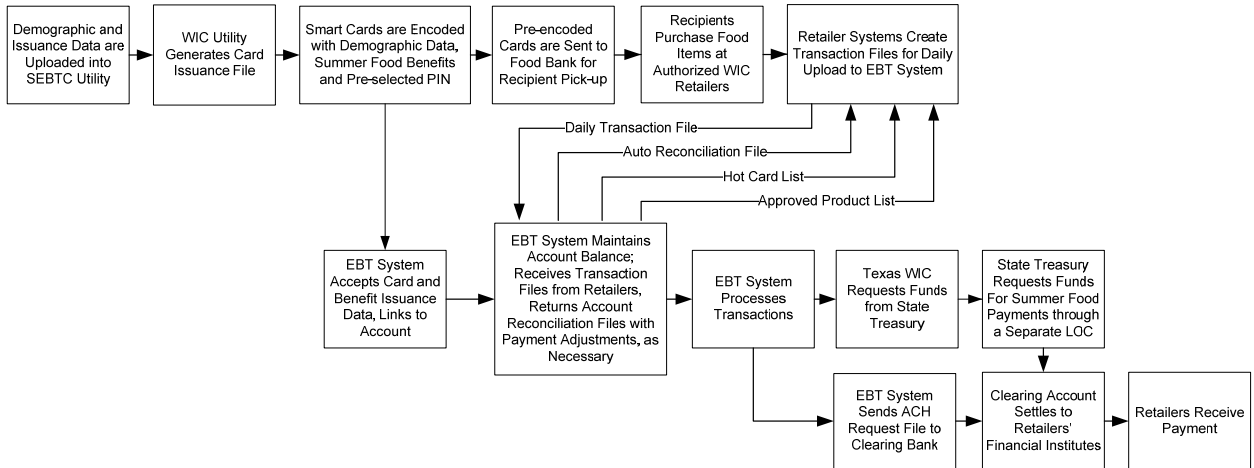 Demographic and
Issuance Data are
Uploaded into
SEBTC Utility
WIC Utility
Generates Card
Issuance File
Smart Cards are Encoded
with Demographic Data,
Summer Food Benefits
and Pre-selected PIN
Pre-encoded
Cards are Sent to
Food Bank for
Recipient Pick-up
Recipients
Purchase Food
Items at
Authorized WIC
Retailers
Retailer Systems Create
Transaction Files for Daily
Upload to EBT System
Daily Transaction File
Auto Reconciliation File
Hot Card List
Approved Product List
EBT System
Accepts Card and
Benefit Issuance
Data, Links to
Account
EBT System Maintains
Account Balance;
Receives Transaction
Files from Retailers,
Returns Account
Reconciliation Files with
Payment Adjustments, as
Necessary
EBT System
Processes
Transactions
Texas WIC
Requests Funds
from State
Treasury
State Treasury
Requests Funds
For Summer Food
Payments through
a Separate LOC
EBT System
Sends ACH
Request File to
Clearing Bank
Clearing Account
Settles to
Retailers'
Financial Institutes
Retailers Receive
Payment